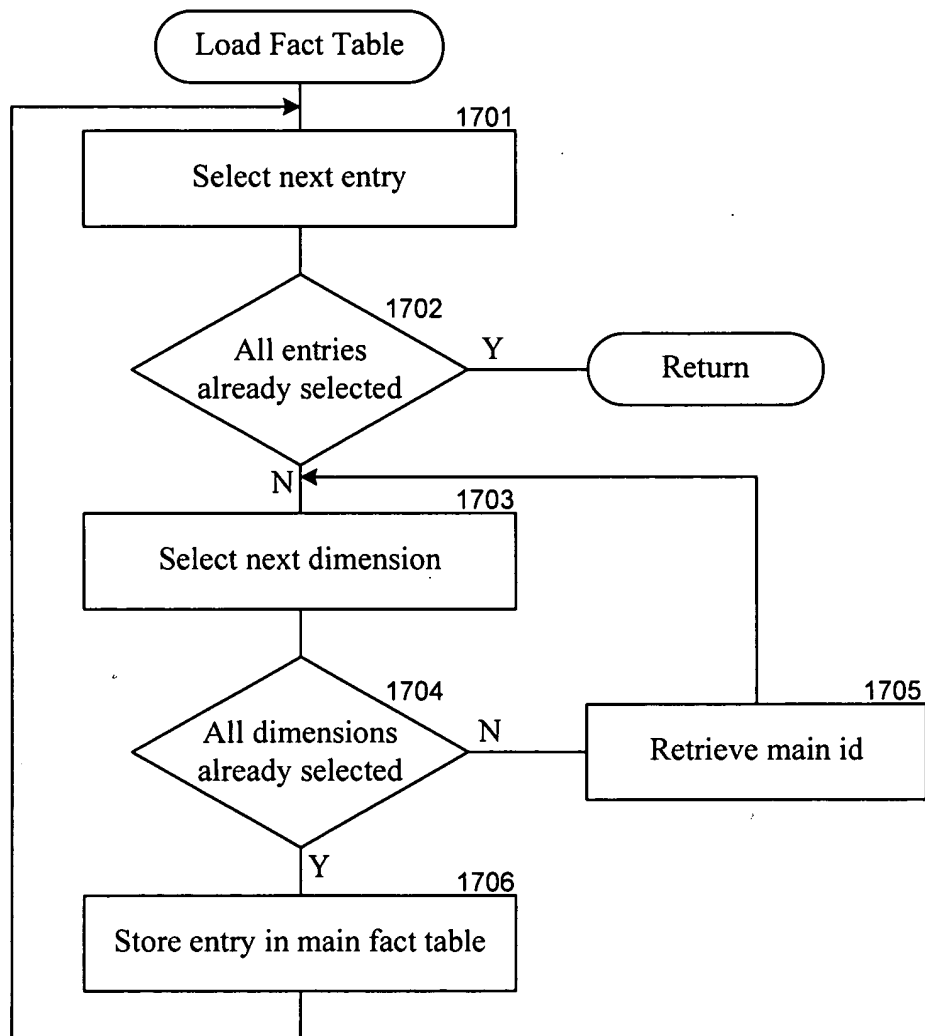 Load Fact Table
1701
Select next entry
1702
All entries
already selected
Y
Return
N
1703
Select next dimension
1704
All dimensions
already selected
N
1705
Retrieve main id
Y
1706
Store entry in main fact table